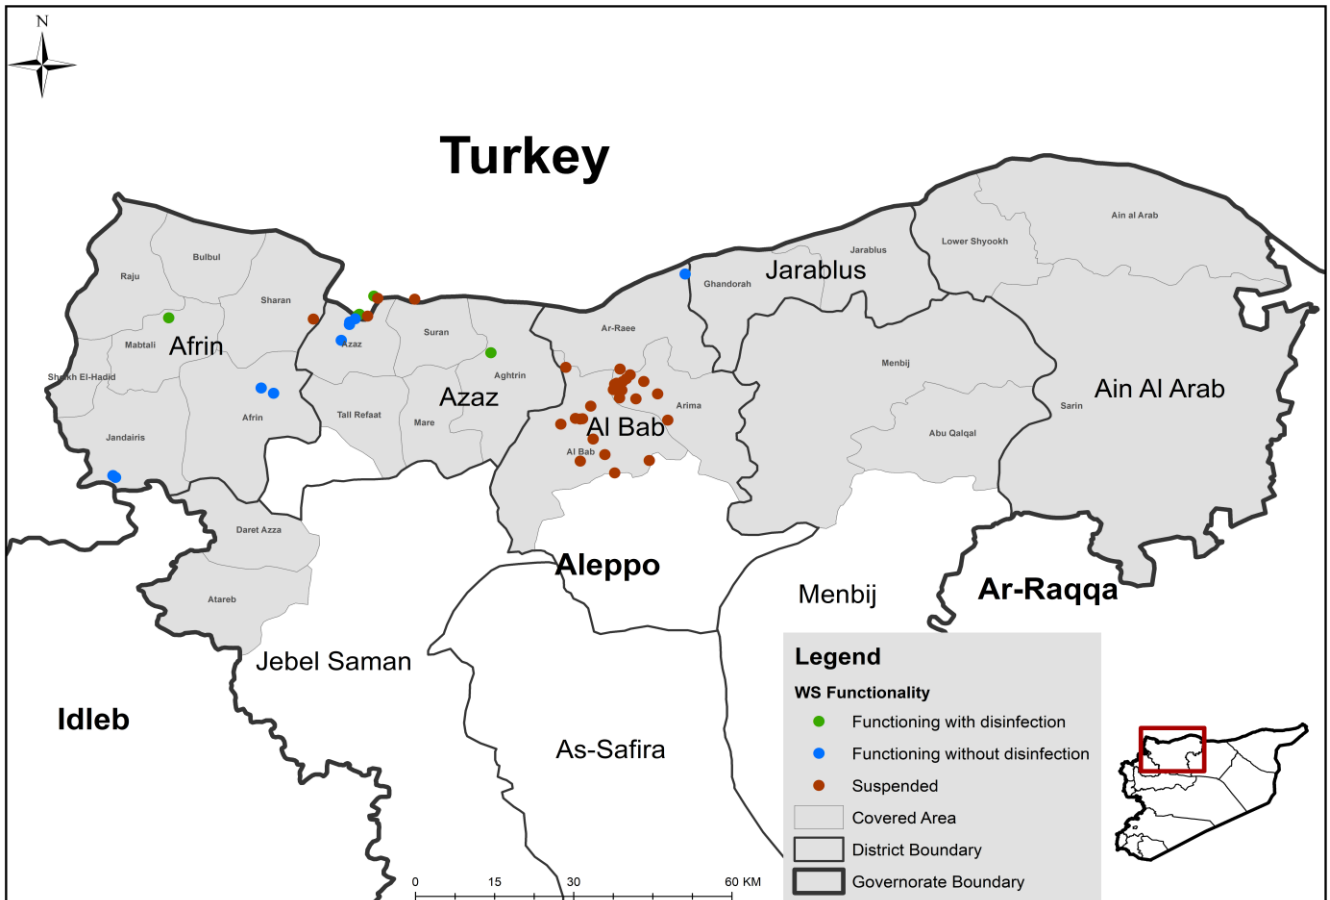 N
Turkey
Ain al Arab
Lower Shyookh
Jarablus
Bulbul
Raju
Jarablus
Ghandorah
Sharan
Ar-Raee
Suran
Azaz
Mabtali
Afrin
Menbij
Aghtrin
Sheikh El-Hadid
Ain Al Arab
Azaz
Arima
Sarin
Tall Refaat
Afrin
Mare
Al Bab
Abu Qalqal
Jandairis
Al Bab
Daret Azza
Aleppo
Ar-Raqqa
Menbij
Atareb
Jebel Saman
Idleb
As-Safira
Legend
WS Functionality
Functioning with disinfection
Functioning without disinfection
Suspended
Covered Area
District Boundary
Governorate Boundary
0 15 30 60 KM